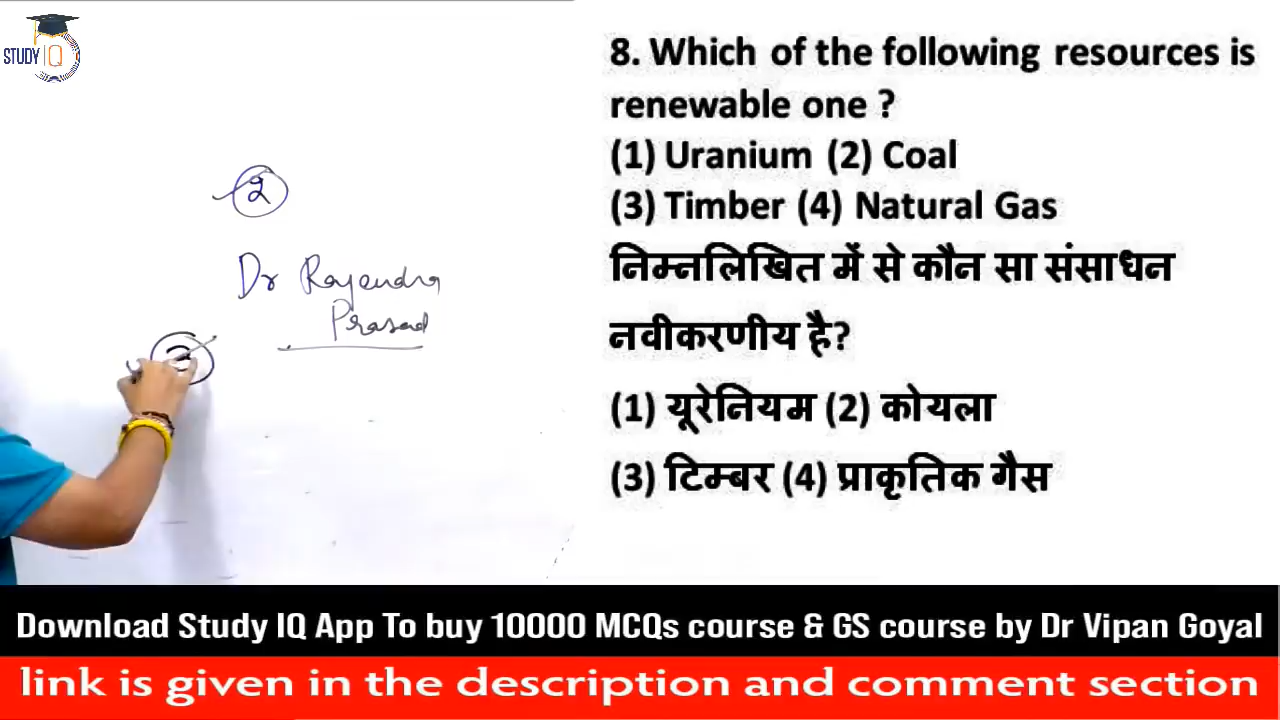 STUDY IQ
2
Dr Rajendra
Prasad
8. Which of the following resources is
renewable one ?
(1) Uranium (2) Coal
(3) Timber (4) Natural Gas
निम्नलिखित में से कौन सा संसाधन
नवीकरणीय है?
(1) यूरेनियम (2) कोयला
(3) टिम्बर (4) प्राकृतिक गैस
Download Study IQ App To buy 10000 MCQs course & GS course by Dr Vipan Goyal
link is given in the description and comment section